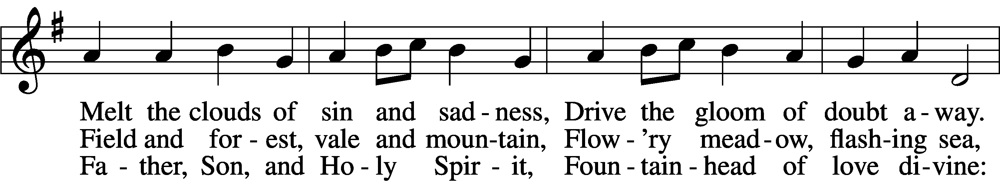 Melt the clouds of sin and sad - ness, Drive the gloom of doubt a - way.
Field and for - est, vale and moun-tain, Flow - 'ry mead - ow, flash-ing sea,
Fa - ther, Son, and Ho - ly Spir - it, Foun - tain - head of love di-vine: